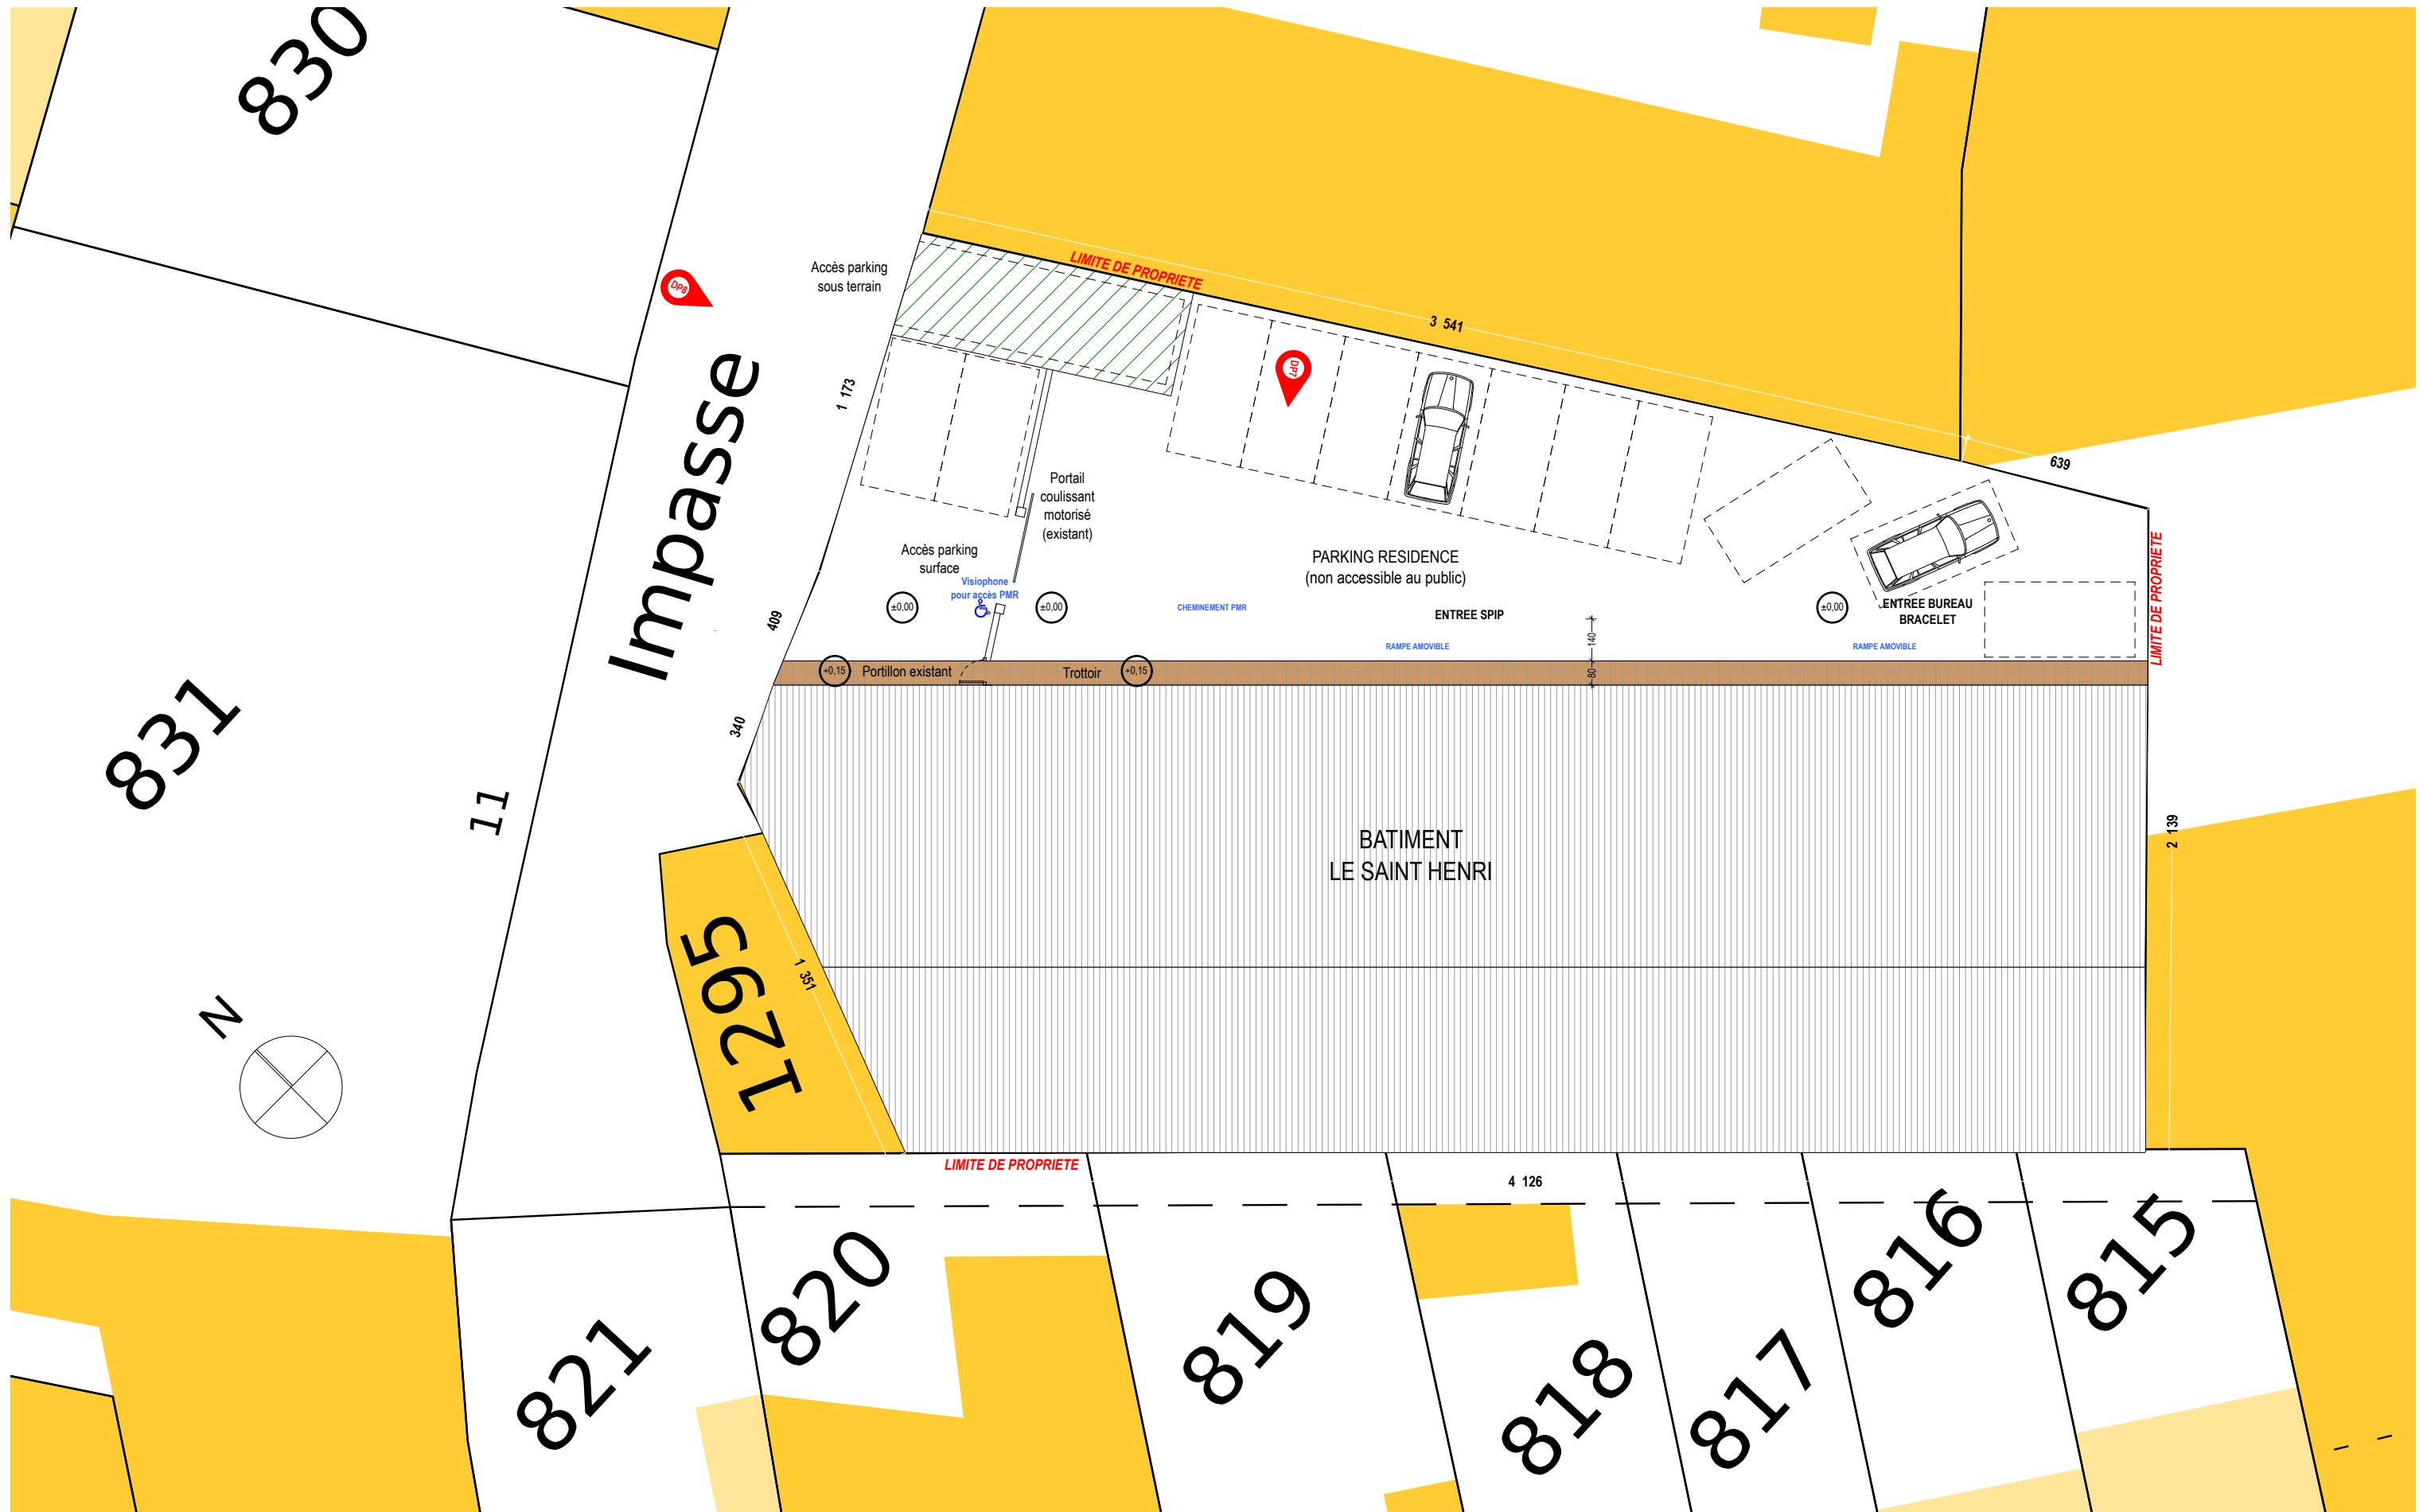 830
Accès parking
sous terrain
DP8
LIMITE DE PROPRIETE
3 541
DP7
1 173
Impasse
639
Portail
coulissant
motorisé
(existant)
Accès parking
surface
Visiophone
pour accès PMR
PARKING RESIDENCE
(non accessible au public)
LIMITE DE PROPRIETE
±0,00
±0,00
CHEMINEMENT PMR
ENTREE SPIP
±0,00
ENTREE BUREAU
BRACELET
409
140
RAMPE AMOVIBLE
RAMPE AMOVIBLE
+0,15
Portillon existant
Trottoir
+0,15
80
340
831
11
BATIMENT
LE SAINT HENRI
2 139
1295
1 351
N
LIMITE DE PROPRIETE
4 126
821
820
819
818
817
816
815